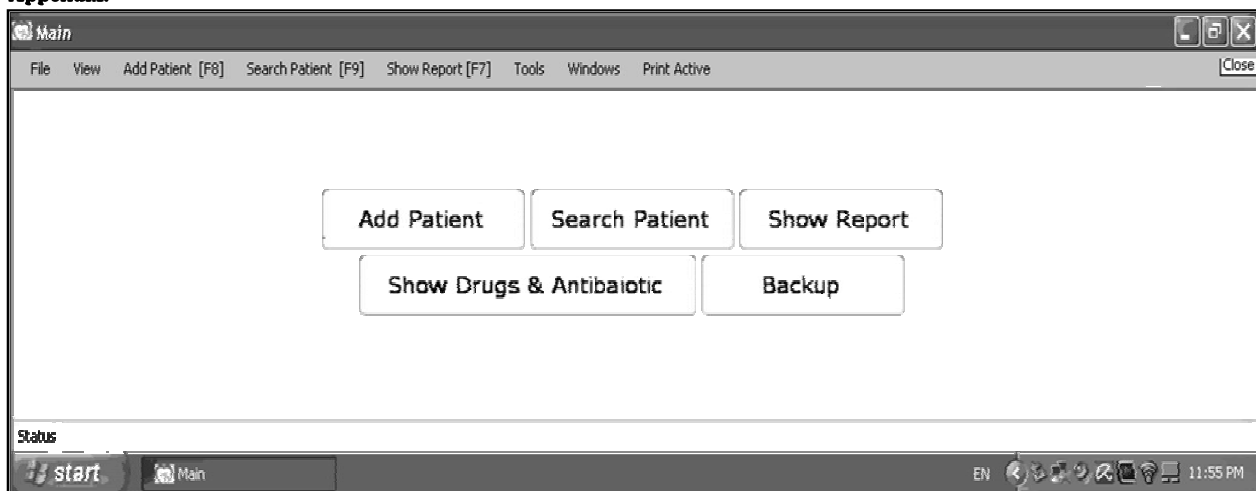 Main
File View Add Patient [F8] Search Patient [F9] Show Report [F7] Tools Windows Print Active Close
Add Patient Search Patient Show Report
Show Drugs & Antibaiotic Backup
Status
start Main EN 11:55 PM